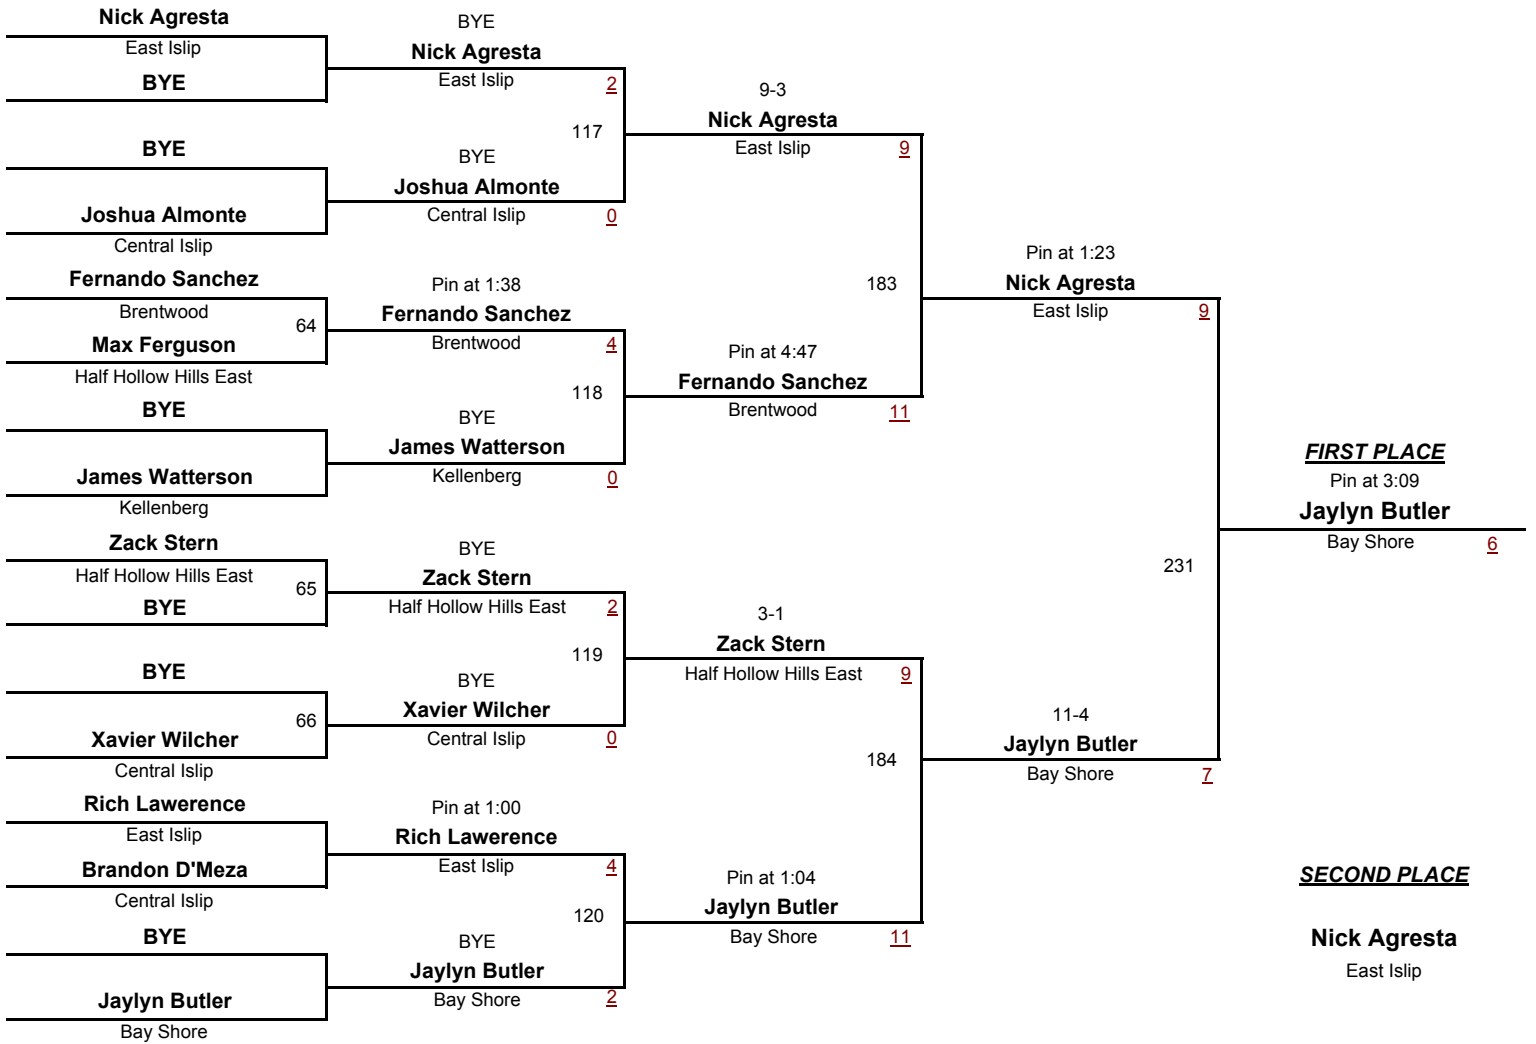 Nick Agresta
East Islip
BYE
BYE
Joshua Almonte
Central Islip
Fernando Sanchez
Brentwood
64
Max Ferguson
Half Hollow Hills East
BYE
James Watterson
Kellenberg
Zack Stern
Half Hollow Hills East
65
BYE
BYE
66
Xavier Wilcher
Central Islip
Rich Lawerence
East Islip
Brandon D'Meza
Central Islip
BYE
Jaylyn Butler
Bay Shore
BYE
Nick Agresta
East Islip 2
117
BYE
Joshua Almonte
Central Islip 0
Pin at 1:38
Fernando Sanchez
Brentwood 4
118
BYE
James Watterson
Kellenberg 0
BYE
Zack Stern
Half Hollow Hills East 2
119
BYE
Xavier Wilcher
Central Islip 0
Pin at 1:00
Rich Lawerence
East Islip 4
120
BYE
Jaylyn Butler
Bay Shore 2
9-3
Nick Agresta
East Islip 9
183
Pin at 4:47
Fernando Sanchez
Brentwood 11
3-1
Zack Stern
Half Hollow Hills East 9
184
Pin at 1:04
Jaylyn Butler
Bay Shore 11
Pin at 1:23
Nick Agresta
East Islip 9
231
11-4
Jaylyn Butler
Bay Shore 7
FIRST PLACE
Pin at 3:09
Jaylyn Butler
Bay Shore 6
SECOND PLACE
Nick Agresta
East Islip